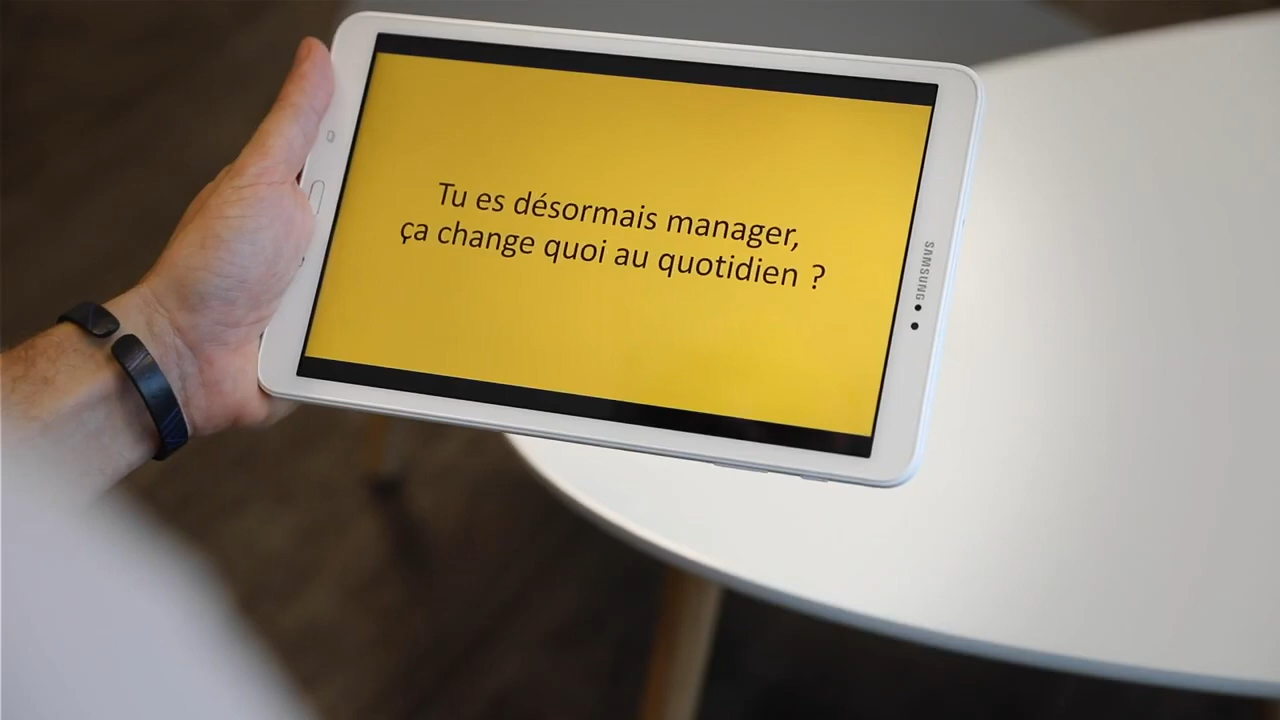 Tu es désormais manager,
ça change quoi au quotidien ?
SAMSUNG